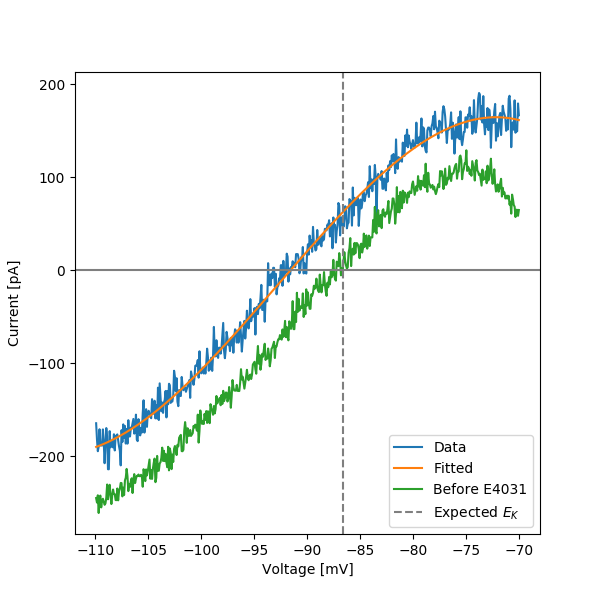 200
100
0
−100
−200
Current [pA]
−110
−105
−100
−95
−90
−85
−80
−75
−70
Voltage [mV]
Data
Fitted
Before E4031
Expected E_K